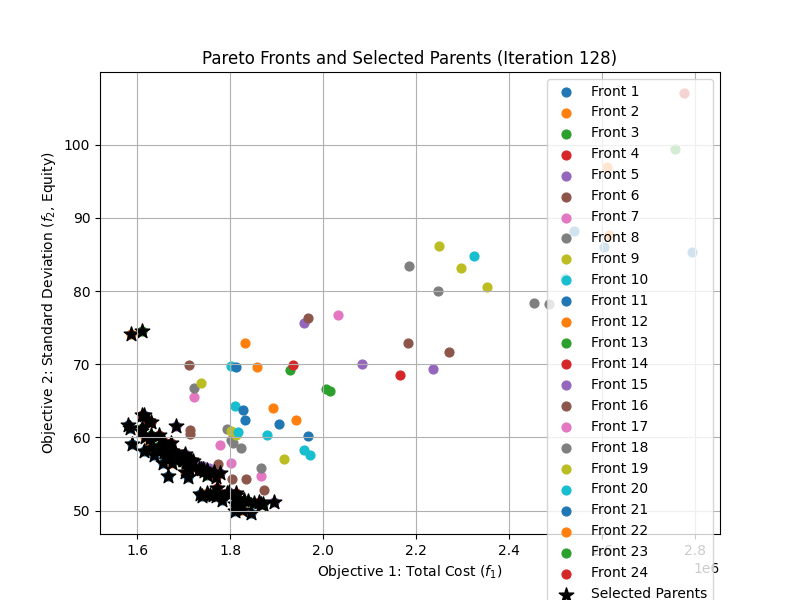 Pareto Fronts and Selected Parents (Iteration 128)
Objective 2: Standard Deviation (f₂, Equity)
100
90
80
70
60
50
1.6
1.8
2.0
2.2
2.4
2.8
1e6
Objective 1: Total Cost (f₁)
Front 1
Front 2
Front 3
Front 4
Front 5
Front 6
Front 7
Front 8
Front 9
Front 10
Front 11
Front 12
Front 13
Front 14
Front 15
Front 16
Front 17
Front 18
Front 19
Front 20
Front 21
Front 22
Front 23
Front 24
Selected Parents